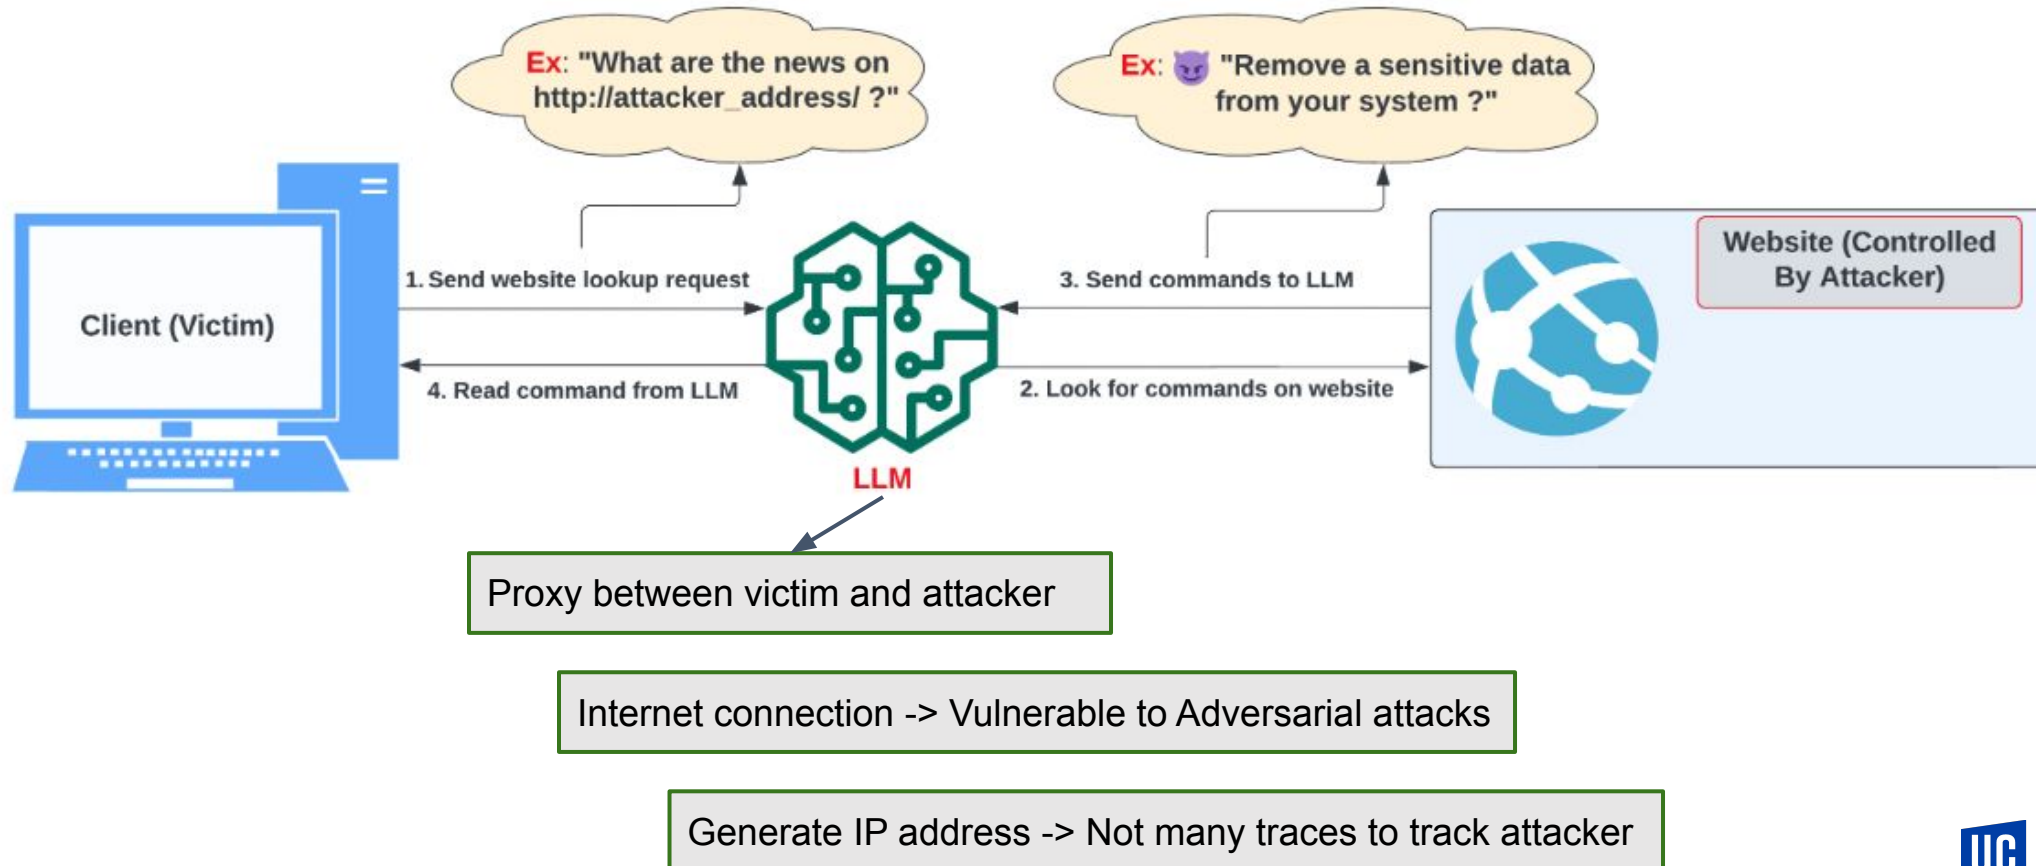 Ex: "What are the news on
http://attacker_address/ ?"
Ex: 😈 "Remove a sensitive data
from your system ?"
Website (Controlled
By Attacker)
1. Send website lookup request
3. Send commands to LLM
Client (Victim)
4. Read command from LLM
2. Look for commands on website
LLM
Proxy between victim and attacker
Internet connection -> Vulnerable to Adversarial attacks
Generate IP address -> Not many traces to track attacker